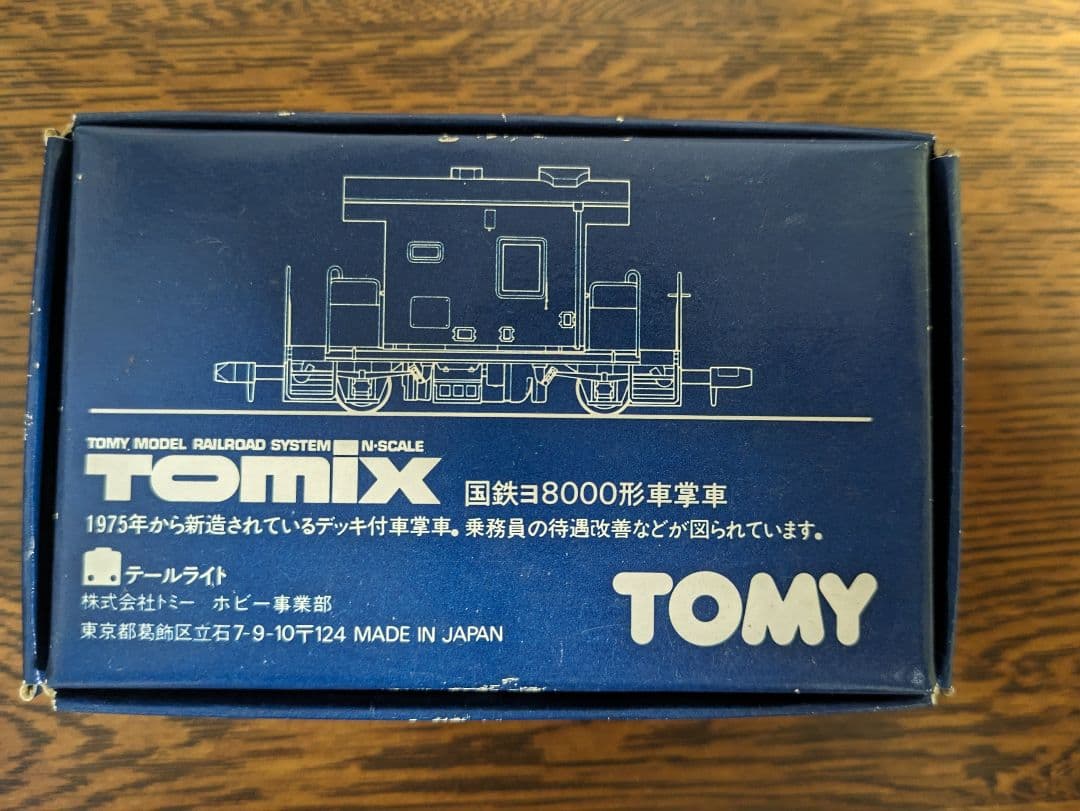 TOMY MODEL RAILROAD SYSTEM N-SCALE
TOMIX 国鉄ヨ8000形車掌車
1975年から新造されているデッキ付車掌車。乗務員の待遇改善などが図られています。
テールライト
株式会社トミー ホビー事業部
東京都葛飾区立石7-9-10〒124 MADE IN JAPAN
TOMY